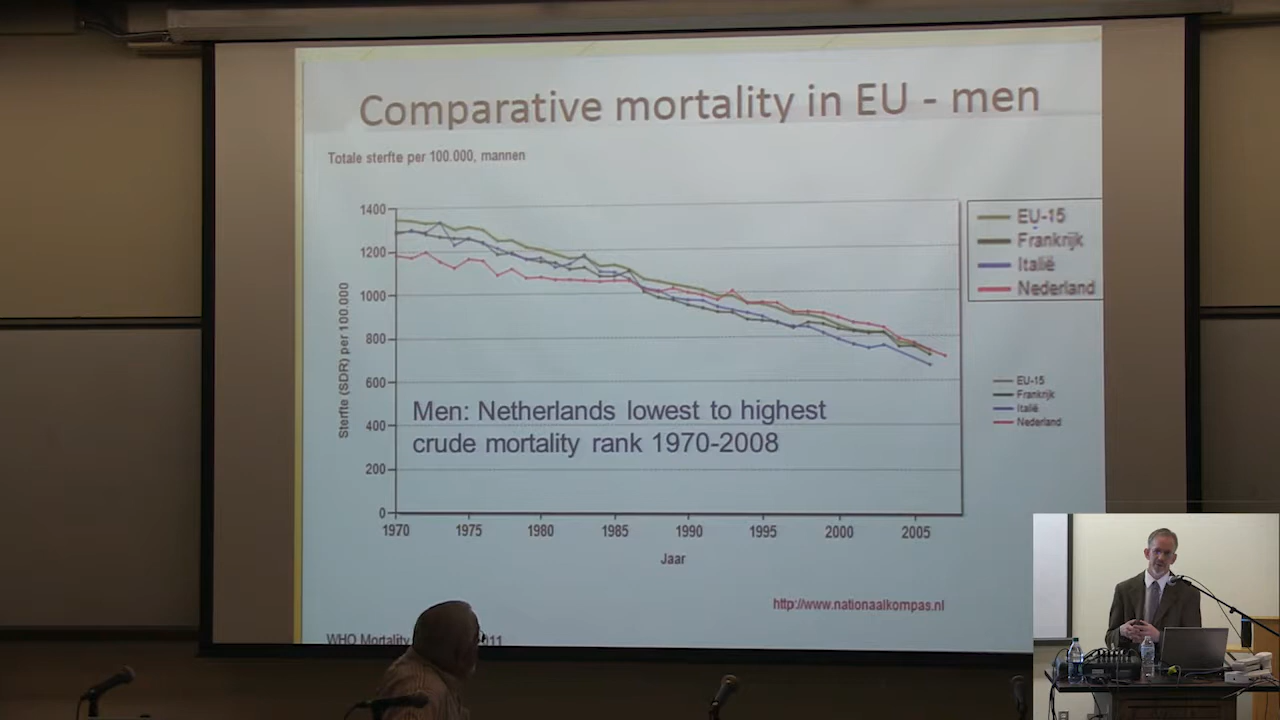 Comparative mortality in EU - men
Totale sterfte per 100.000, mannen
Sterfte (SDR) per 100.000
1400
1200
1000
800
600
400
200
0
1970
1975
1980
1985
1990
1995
2000
2005
Jaar
EU-15
Frankrijk
Italië
Nederland
EU-15
Frankrijk
Italië
Nederland
Men: Netherlands lowest to highest
crude mortality rank 1970-2008
http://www.nationaalkompas.nl
WHO Mortality